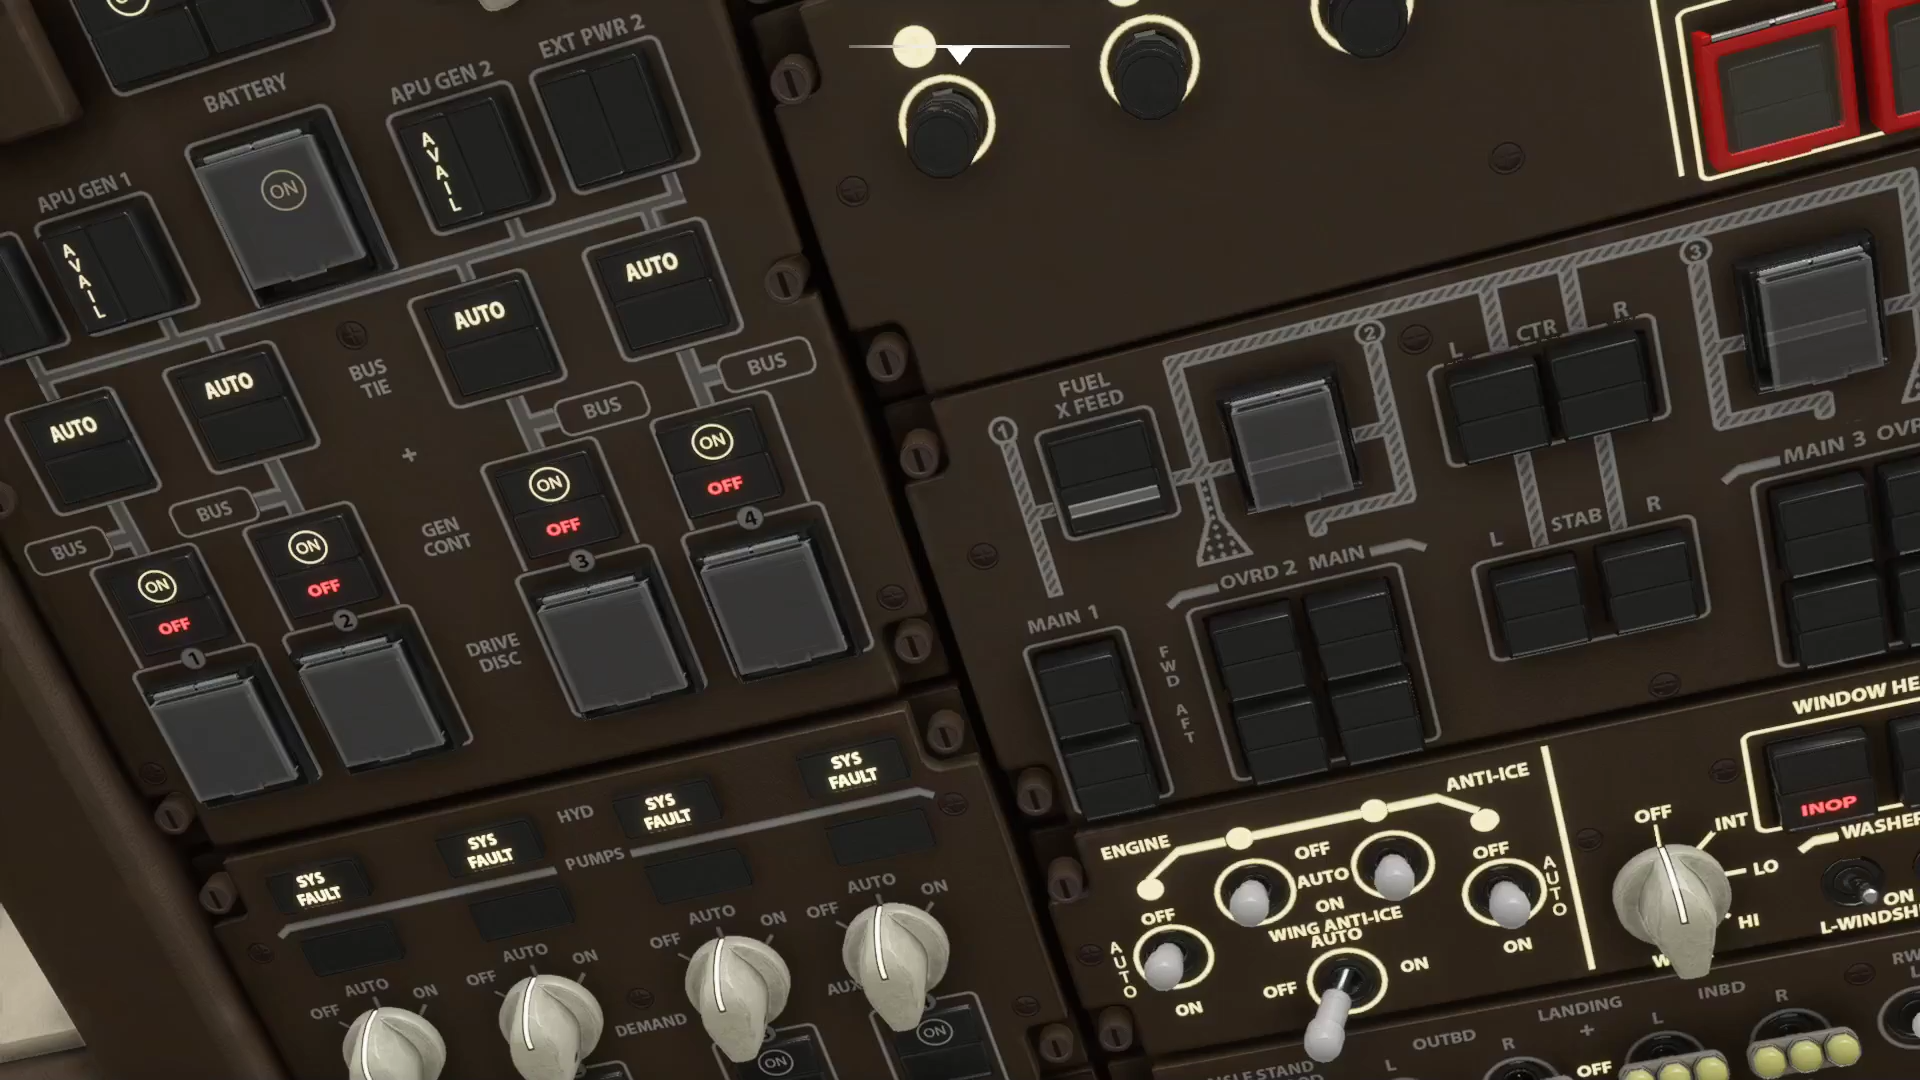 ON
BATTERY
APU GEN 2
EXT PWR 2
AVAIL
ON
APU GEN 1
AVAIL
AUTO
AUTO
AUTO
AUTO
BUS
TIE
BUS
BUS
BUS
BUS
ON
OFF
ON
OFF
ON
OFF
ON
OFF
GEN
CONT
1
2
3
4
DRIVE
DISC
SYS
FAULT
SYS
FAULT
SYS
FAULT
SYS
FAULT
HYD
PUMPS
OFF
AUTO
ON
OFF
AUTO
ON
OFF
AUTO
ON
OFF
AUTO
ON
DEMAND
AUX
ON
ON
FUEL
X FEED
1
2
3
L
CTR
R
L
STAB
R
MAIN 1
FWD
AFT
OVRD 2 MAIN
MAIN 3
WINDOW
INOP
ANTI-ICE
ENGINE
OFF
AUTO
ON
OFF
AUTO
ON
OFF
AUTO
ON
WING ANTI-ICE
AUTO
OFF
ON
OFF
INT
LO
HI
WASHER
ON
LANDING
OUTBD
INBD
L
R
L
R
OFF